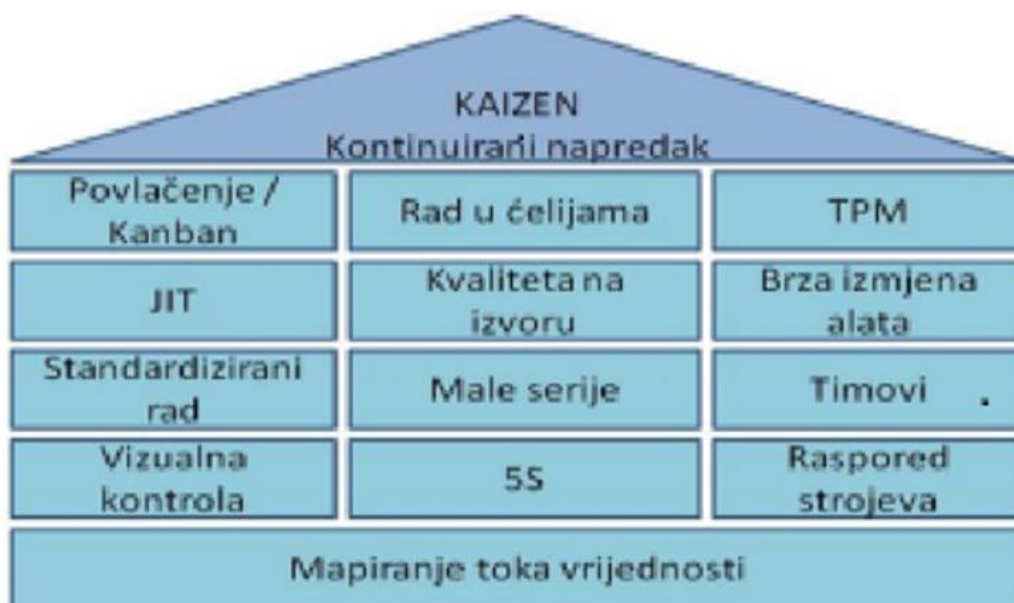 KAIZEN
Kontinuirani napredak
Povlačenje /
Kanban
Rad u ćelijama
TPM
JIT
Kvaliteta na
izvoru
Brza izmjena
alata
Standardizirani
rad
Male serije
Timovi
Vizualna
kontrola
5S
Raspored
strojeva
Mapiranje toka vrijednosti